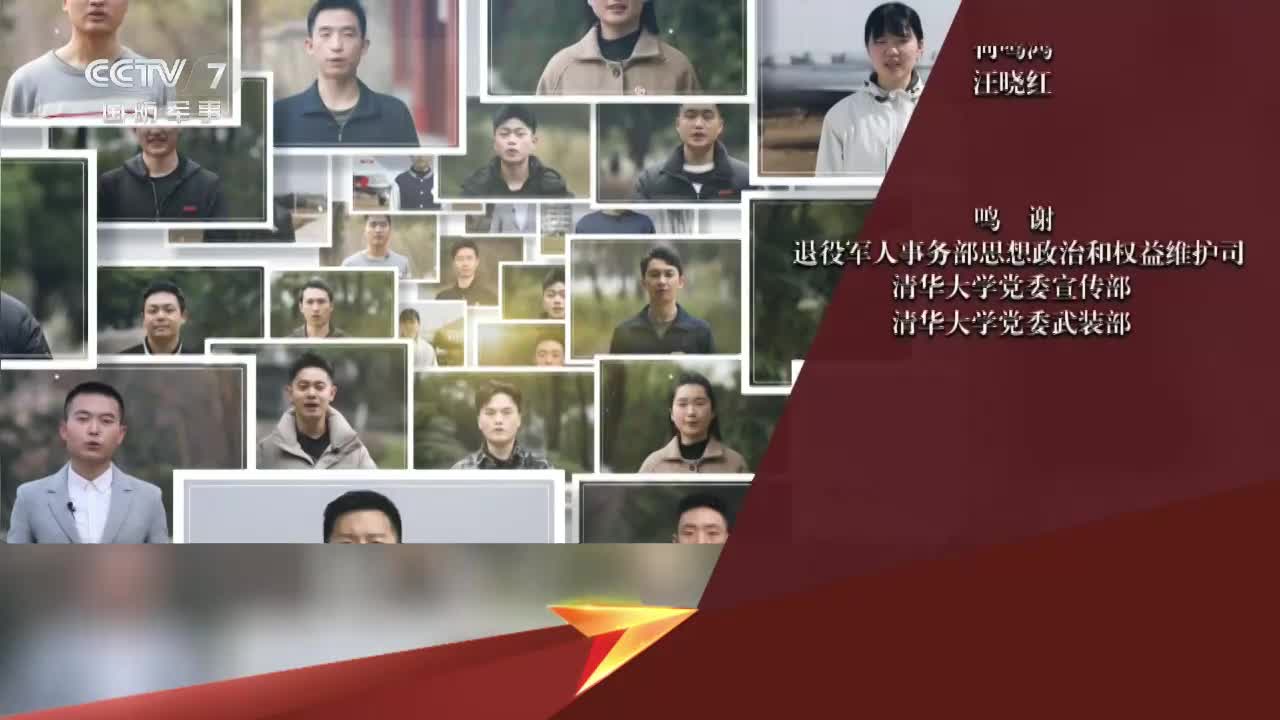 CCTV 7
国防军事
汪晓红
鸣 谢
退役军人事务部思想政治和权益维护司
清华大学党委宣传部
清华大学党委武装部